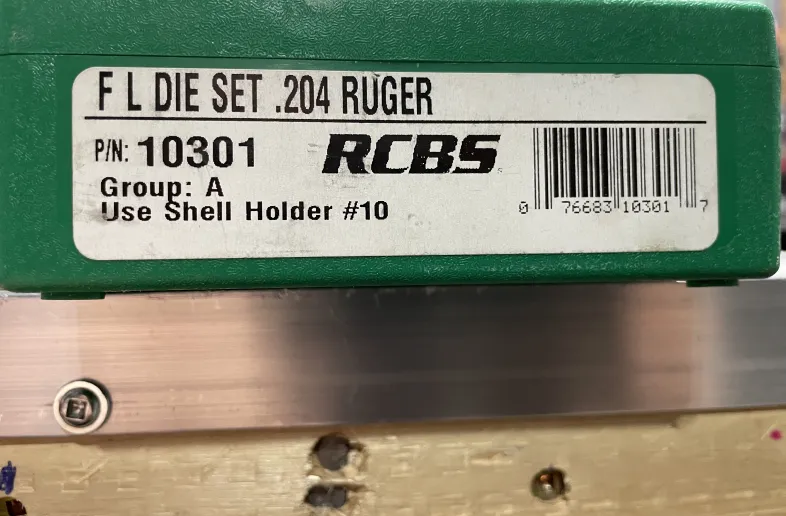 F L DIE SET .204 RUGER
P/N: 10301 RCBS
Group: A
Use Shell Holder #10
0 76683 10301 7